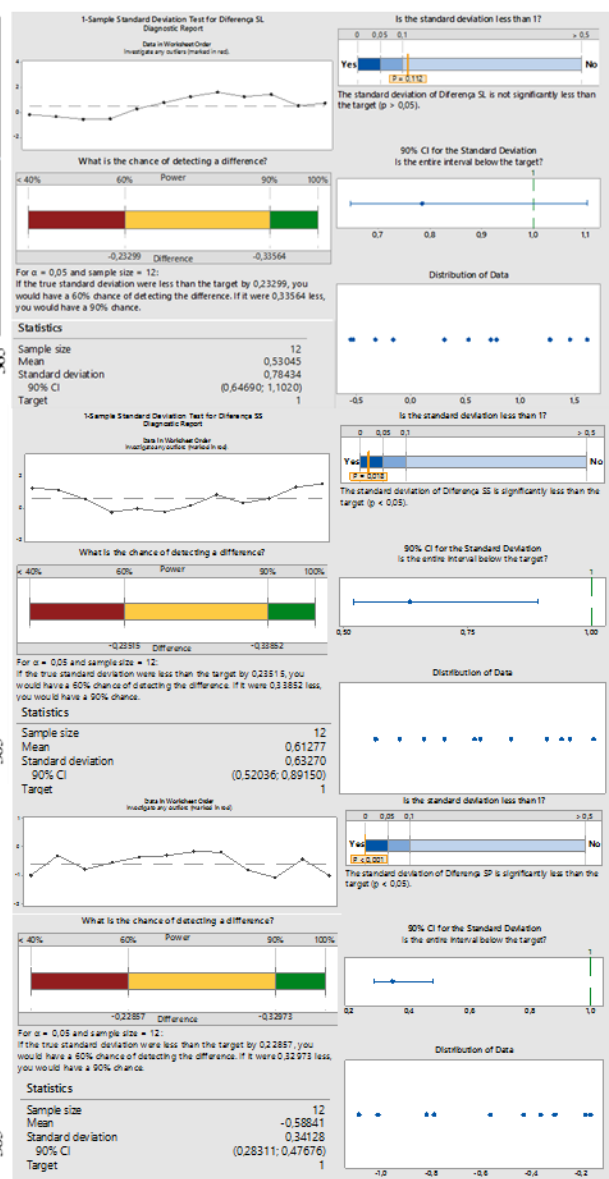 1-Sample Standard Deviation Test for Diferença SL
Diagnostic Report
Data in Worksheet Order
Investigate any outliers (marked in red).
4
2
0
-2
What is the chance of detecting a difference?
< 40% 60% Power 90% 100%
-0,23299 Difference -0,33564
For α = 0,05 and sample size = 12:
If the true standard deviation were less than the target by 0,23299, you
would have a 60% chance of detecting the difference. If it were 0,33564 less,
you would have a 90% chance.
Statistics
Sample size 12
Mean 0,53045
Standard deviation 0,78434
90% CI (0,64690; 1,1020)
Target 1
Is the standard deviation less than 1?
0 0,05 0,1 > 0,5
Yes No
P = 0,112
The standard deviation of Diferença SL is not significantly less than
the target (p > 0,05).
90% CI for the Standard Deviation
Is the entire interval below the target?
1
0,7 0,8 0,9 1,0 1,1
Distribution of Data
-0,5 0,0 0,5 1,0 1,5
1-Sample Standard Deviation Test for Diferença SS
Diagnostic Report
Data in Worksheet Order
Investigate any outliers (marked in red).
2
0
-2
What is the chance of detecting a difference?
< 40% 60% Power 90% 100%
-0,23515 Difference -0,33852
For α = 0,05 and sample size = 12:
If the true standard deviation were less than the target by 0,23515, you
would have a 60% chance of detecting the difference. If it were 0,33852 less,
you would have a 90% chance.
Statistics
Sample size 12
Mean 0,61277
Standard deviation 0,63270
90% CI (0,52036; 0,89150)
Target 1
Is the standard deviation less than 1?
0 0,05 0,1 > 0,5
Yes No
P = 0,018
The standard deviation of Diferença SS is significantly less than the
target (p < 0,05).
90% CI for the Standard Deviation
Is the entire interval below the target?
1
0,50 0,75 1,00
Distribution of Data
Data in Worksheet Order
Investigate any outliers (marked in red).
1
0
-1
-2
What is the chance of detecting a difference?
< 40% 60% Power 90% 100%
-0,22857 Difference -0,32973
For α = 0,05 and sample size = 12:
If the true standard deviation were less than the target by 0,22857, you
would have a 60% chance of detecting the difference. If it were 0,32973 less,
you would have a 90% chance.
Statistics
Sample size 12
Mean -0,58841
Standard deviation 0,34128
90% CI (0,28311; 0,47676)
Target 1
Is the standard deviation less than 1?
0 0,05 0,1 > 0,5
Yes No
P < 0,001
The standard deviation of Diferença SP is significantly less than the
target (p < 0,05).
90% CI for the Standard Deviation
Is the entire interval below the target?
1
0,2 0,4 0,6 0,8 1,0
Distribution of Data
-1,0 -0,8 -0,6 -0,4 -0,2